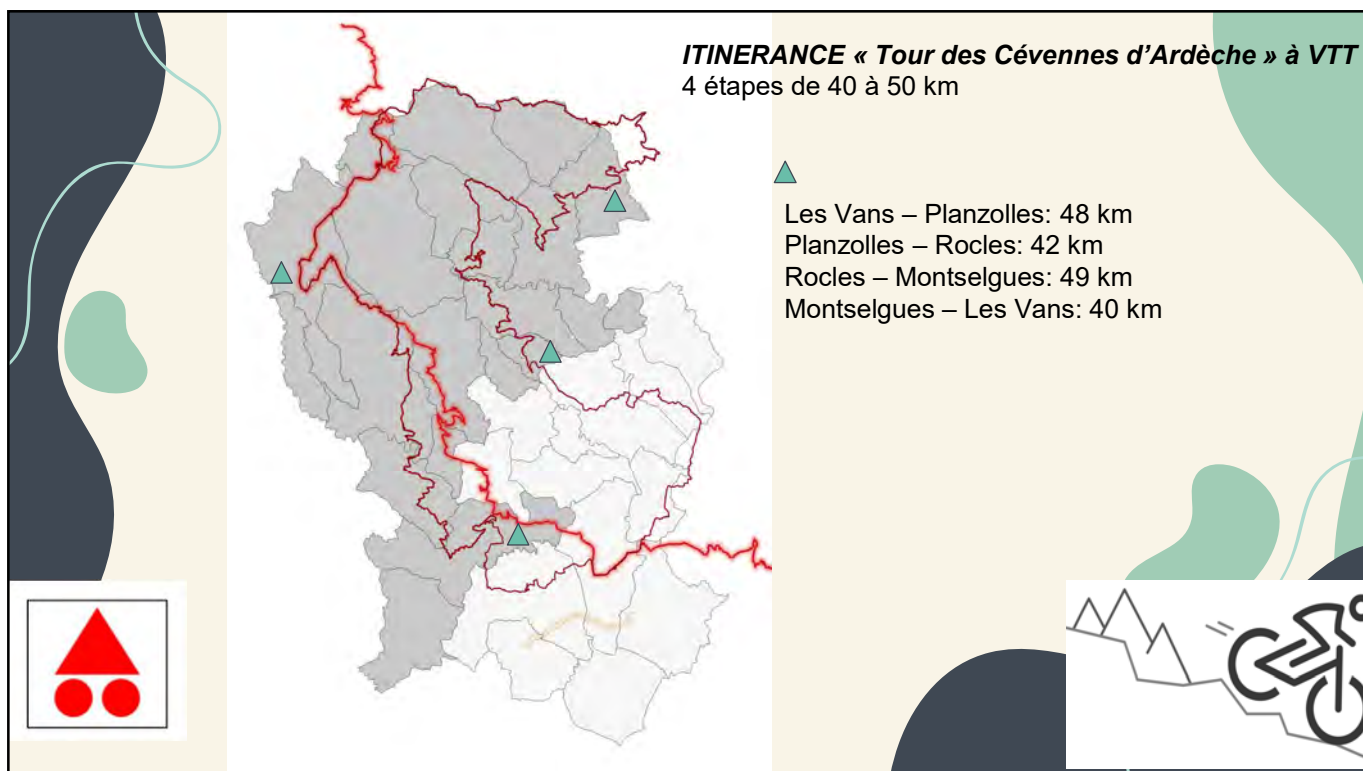 ITINERANCE « Tour des Cévennes d'Ardèche » à VTT
4 étapes de 40 à 50 km
Les Vans – Planzolles: 48 km
Planzolles – Rocles: 42 km
Rocles – Montselgues: 49 km
Montselgues – Les Vans: 40 km